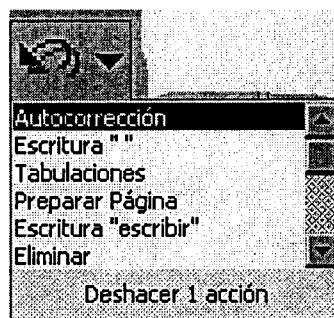 Autocorrección
Escritura " "
Tabulaciones
Preparar Página
Escritura "escribir"
Eliminar
Deshacer 1 acción